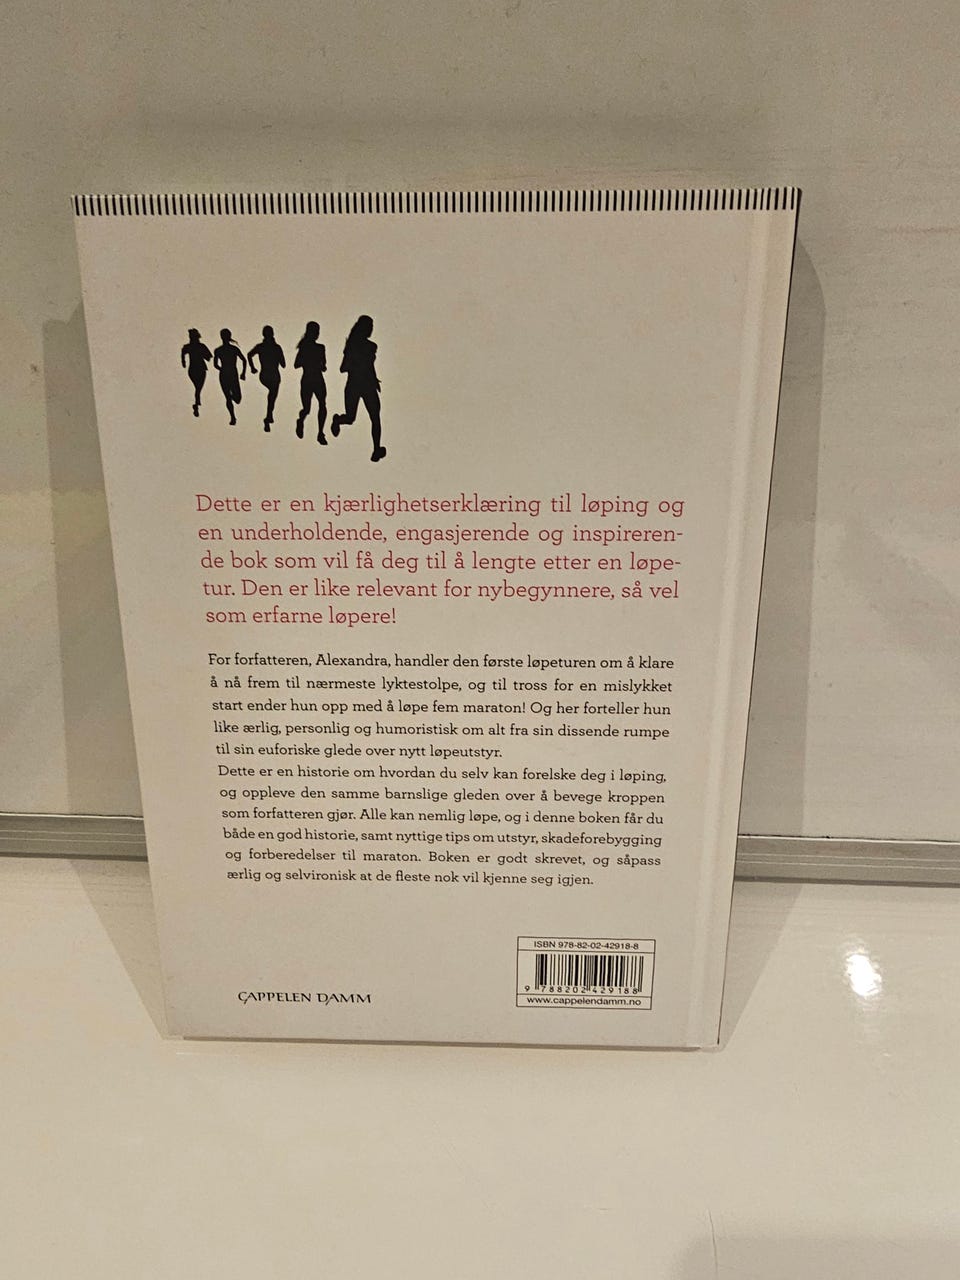 Dette er en kjærlighetserklæring til løping og
en underholdende, engasjerende og inspireren-
de bok som vil få deg til å lengte etter en løpe-
tur. Den er like relevant for nybegynnere, så vel
som erfarne løpere!
For forfatteren, Alexandra, handler den første løpeturen om å klare
å nå frem til nærmeste lyktestolpe, og til tross for en mislykket
start ender hun opp med å løpe fem maraton! Og her forteller hun
like ærlig, personlig og humoristisk om alt fra sin dissende rumpe
til sin euforiske glede over nytt løpeutstyr.
Dette er en historie om hvordan du selv kan forelske deg i løping,
og oppleve den samme barnslige gleden over å bevege kroppen
som forfatteren gjør. Alle kan nemlig løpe, og i denne boken får du
både en god historie, samt nyttige tips om utstyr, skadeforebygging
og forberedelser til maraton. Boken er godt skrevet, og såpass
ærlig og selvironisk at de fleste nok vil kjenne seg igjen.
CAPPELEN DAMM
ISBN 978-82-02-42918-8
9 788202 429188
www.cappelendamm.no